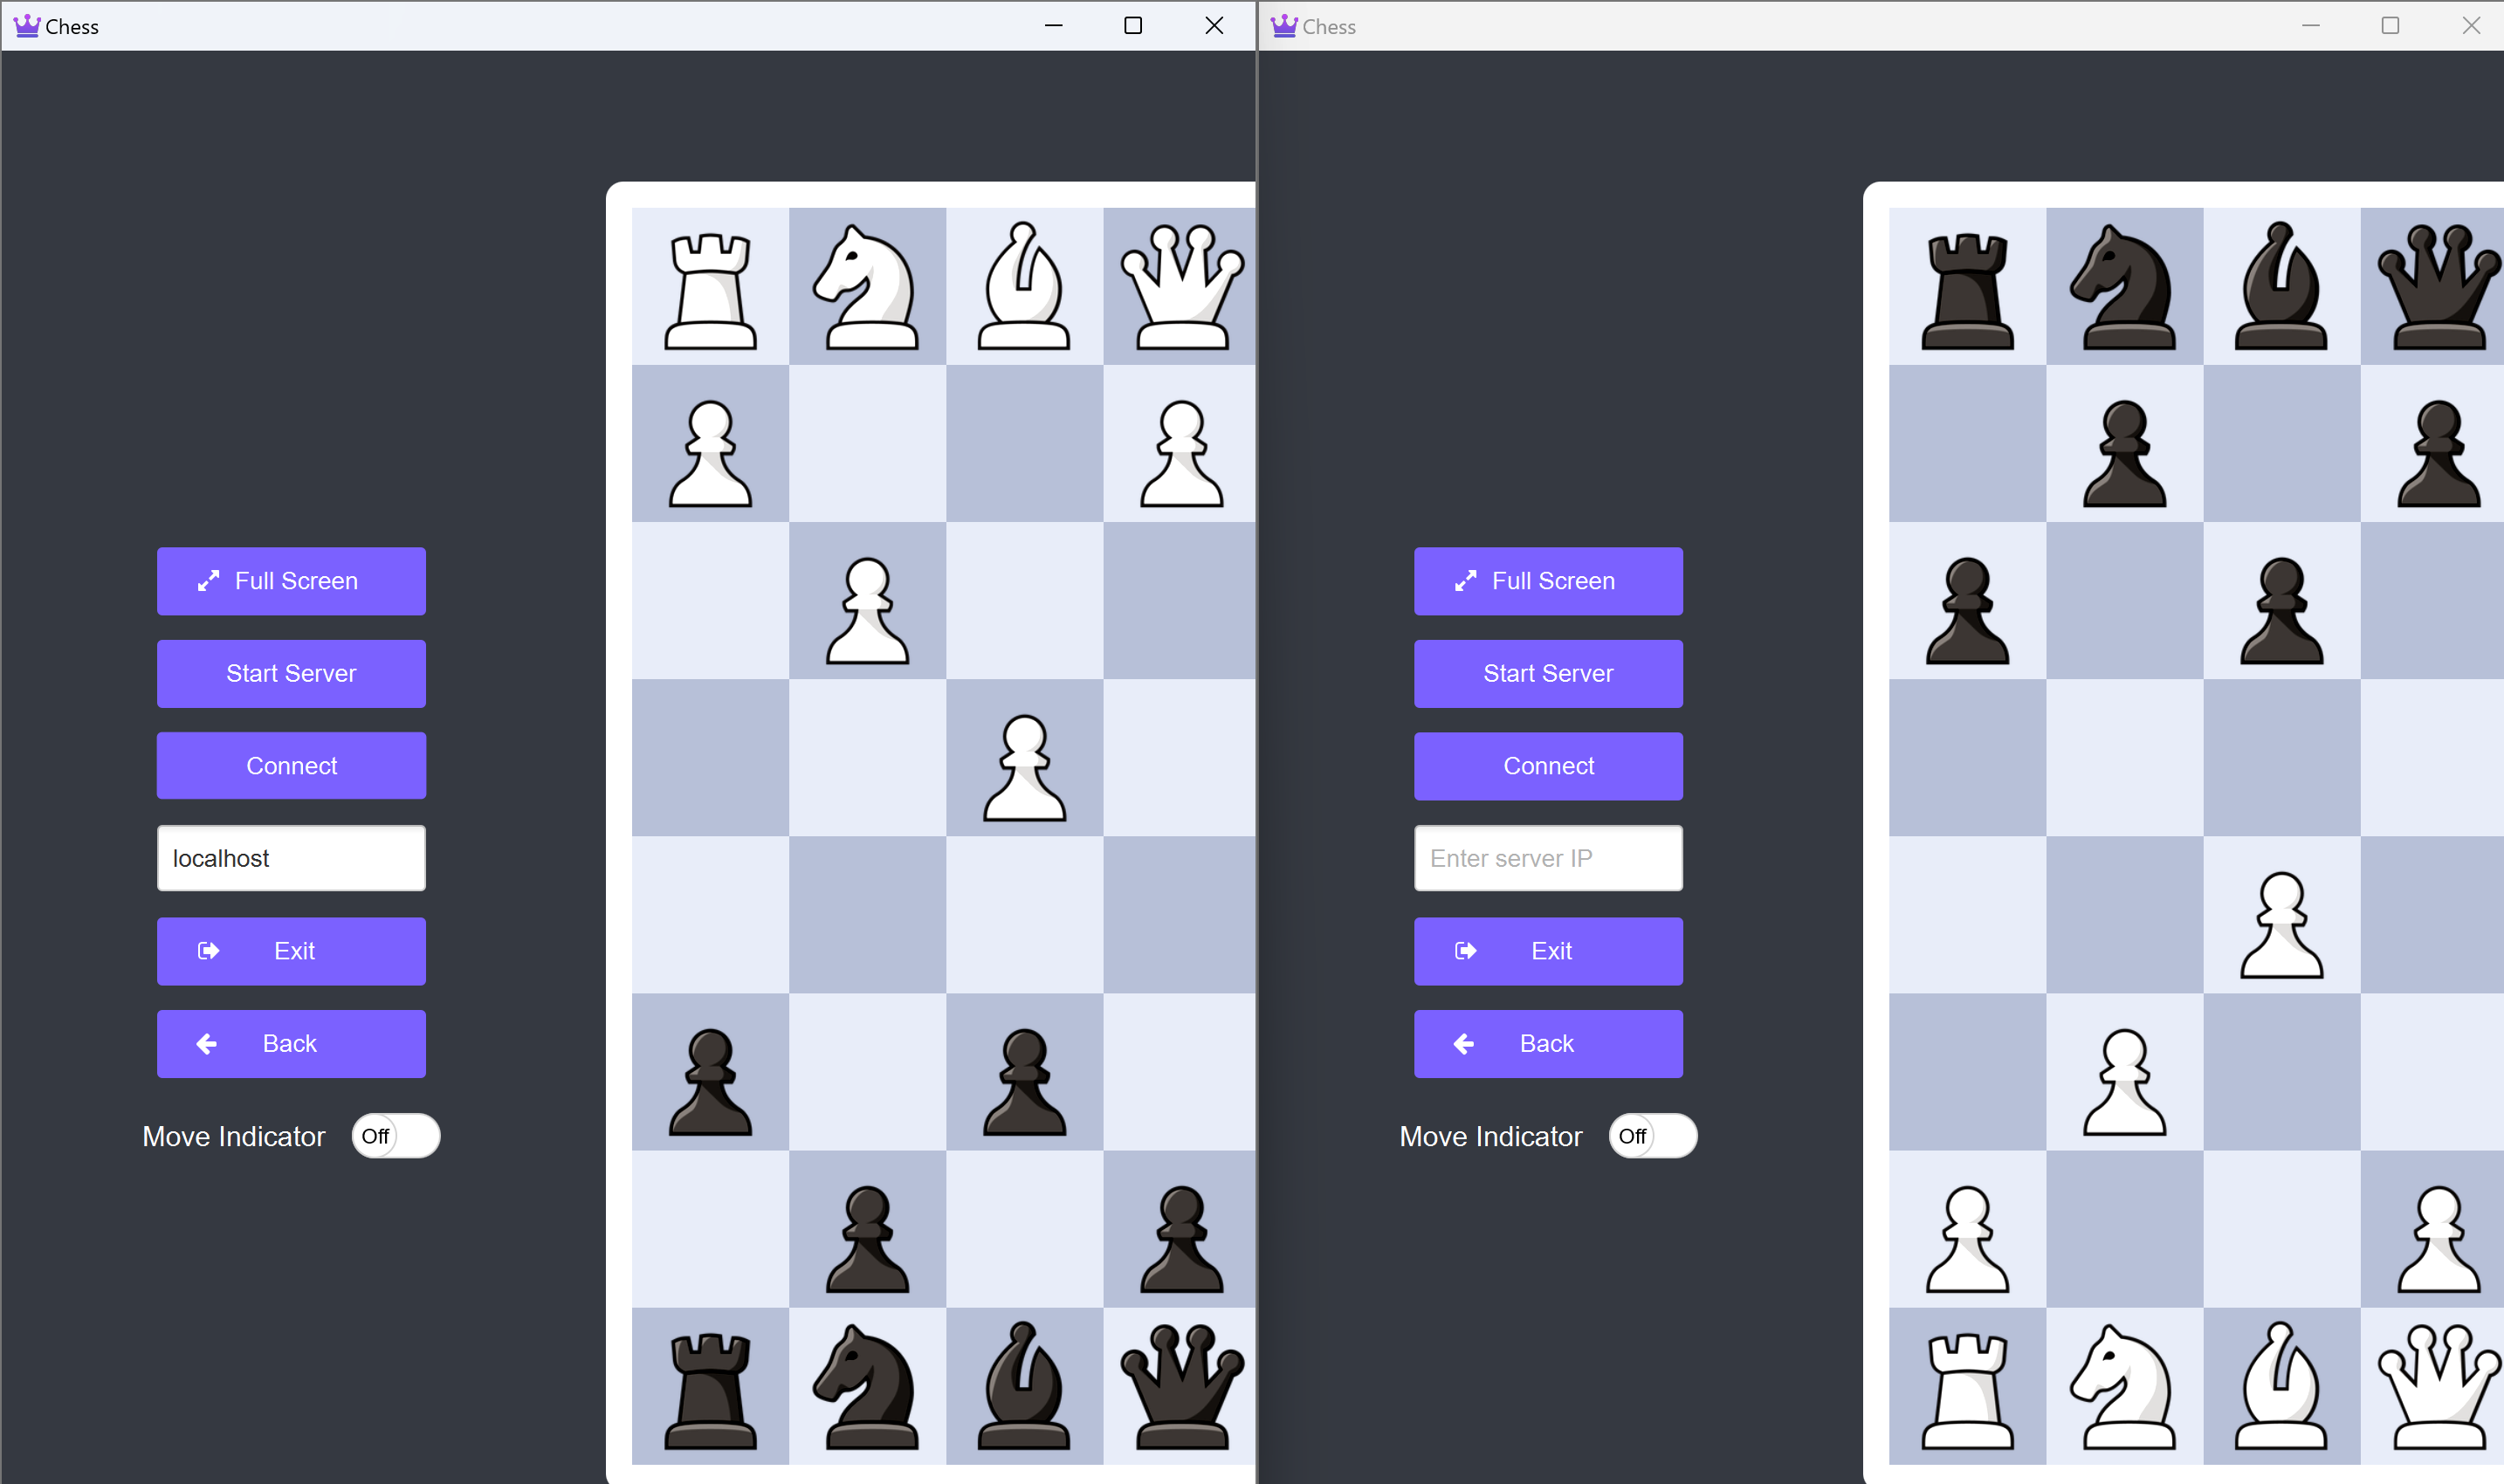 Chess
Full Screen
Start Server
Connect
localhost
Exit
Back
Move Indicator Off
Chess
Full Screen
Start Server
Connect
Enter server IP
Exit
Back
Move Indicator Off